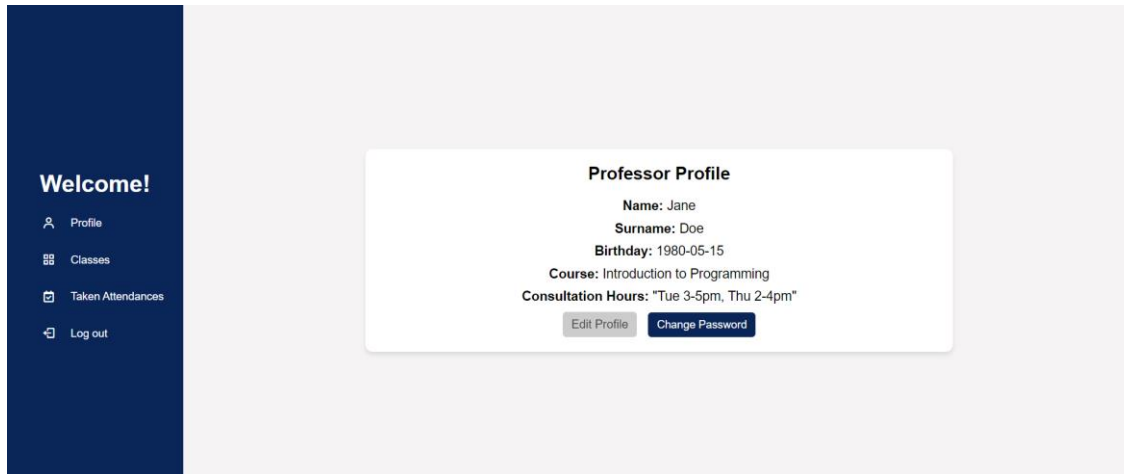 Welcome!
Profile
Classes
Taken Attendances
Log out
Professor Profile
Name: Jane
Surname: Doe
Birthday: 1980-05-15
Course: Introduction to Programming
Consultation Hours: "Tue 3-5pm, Thu 2-4pm"
Edit Profile Change Password